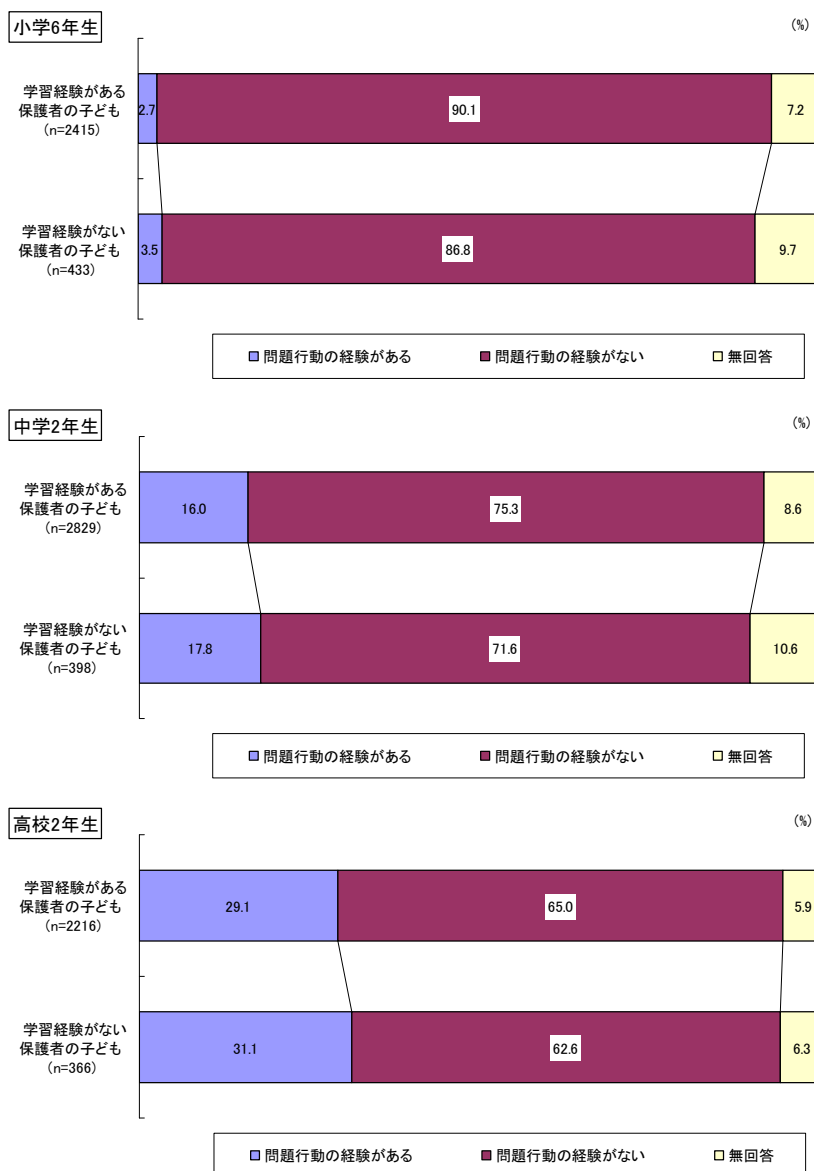 小学6年生
(%)
学習経験がある
保護者の子ども
(n=2415)
2.7
90.1
7.2
学習経験がない
保護者の子ども
(n=433)
3.5
86.8
9.7
問題行動の経験がある 問題行動の経験がない 無回答
中学2年生
(%)
学習経験がある
保護者の子ども
(n=2829)
16.0
75.3
8.6
学習経験がない
保護者の子ども
(n=398)
17.8
71.6
10.6
問題行動の経験がある 問題行動の経験がない 無回答
高校2年生
(%)
学習経験がある
保護者の子ども
(n=2216)
29.1
65.0
5.9
学習経験がない
保護者の子ども
(n=366)
31.1
62.6
6.3
問題行動の経験がある 問題行動の経験がない 無回答